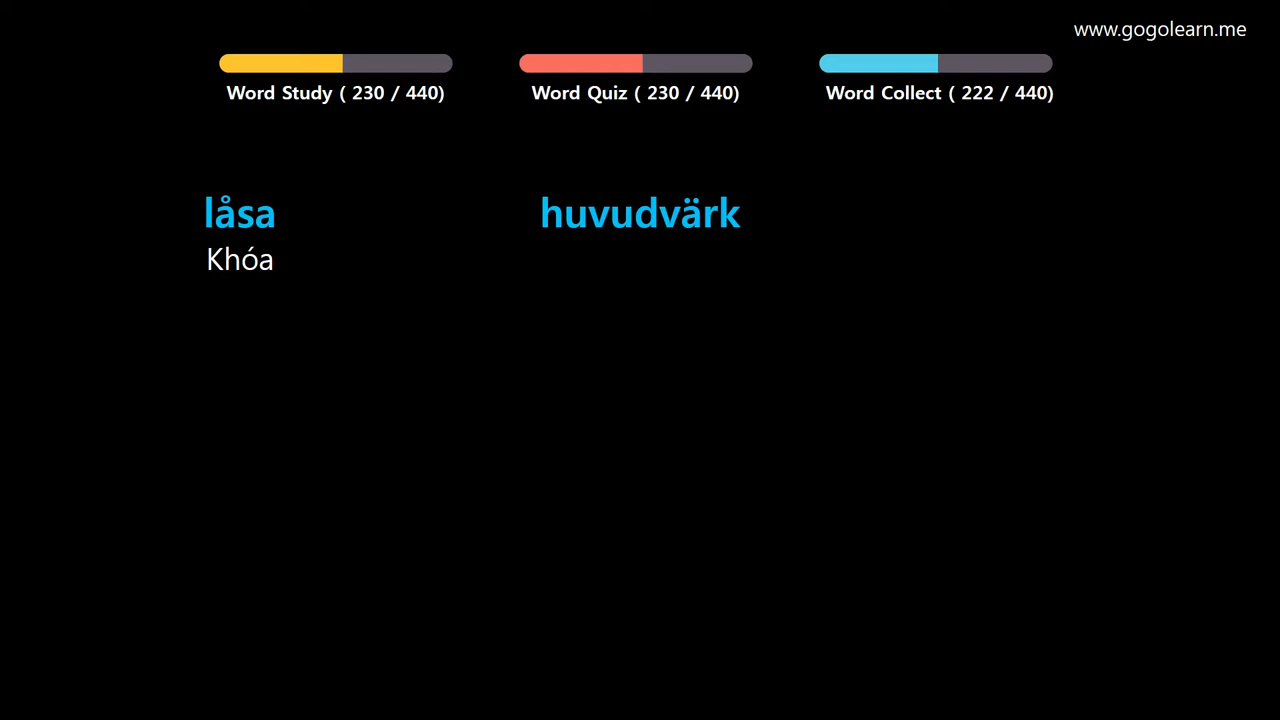 www.gogolearn.me
Word Study ( 230 / 440)
Word Quiz ( 230 / 440)
Word Collect ( 222 / 440)
låsa
huvudvärk
Khóa